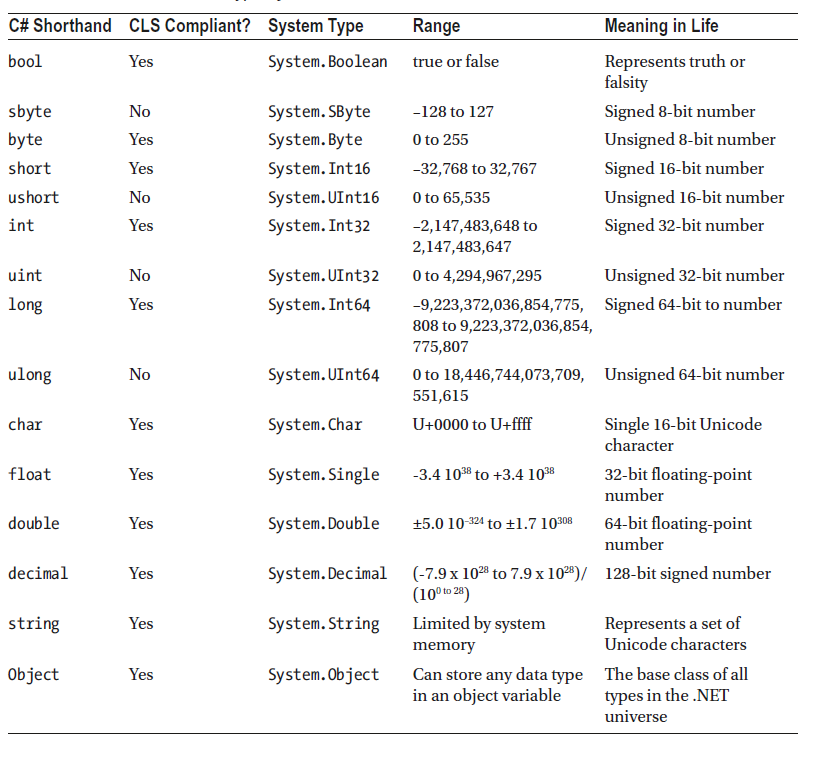 C# Shorthand CLS Compliant? System Type Range Meaning in Life
bool Yes System.Boolean true or false Represents truth or
falsity
sbyte No System.SByte –128 to 127 Signed 8-bit number
byte Yes System.Byte 0 to 255 Unsigned 8-bit number
short Yes System.Int16 –32,768 to 32,767 Signed 16-bit number
ushort No System.UInt16 0 to 65,535 Unsigned 16-bit number
int Yes System.Int32 –2,147,483,648 to Signed 32-bit number
2,147,483,647
uint No System.UInt32 0 to 4,294,967,295 Unsigned 32-bit number
long Yes System.Int64 –9,223,372,036,854,775, Signed 64-bit to number
808 to 9,223,372,036,854,
775,807
ulong No System.UInt64 0 to 18,446,744,073,709, Unsigned 64-bit number
551,615
char Yes System.Char U+0000 to U+ffff Single 16-bit Unicode
character
float Yes System.Single -3.4 10³⁸ to +3.4 10³⁸ 32-bit floating-point
number
double Yes System.Double ±5.0 10⁻³²⁴ to ±1.7 10³⁰⁸ 64-bit floating-point
number
decimal Yes System.Decimal (-7.9 x 10²⁸ to 7.9 x 10²⁸)/ 128-bit signed number
(10⁰ ᵗᵒ ²⁸)
string Yes System.String Limited by system Represents a set of
memory Unicode characters
Object Yes System.Object Can store any data type The base class of all
in an object variable types in the .NET
universe